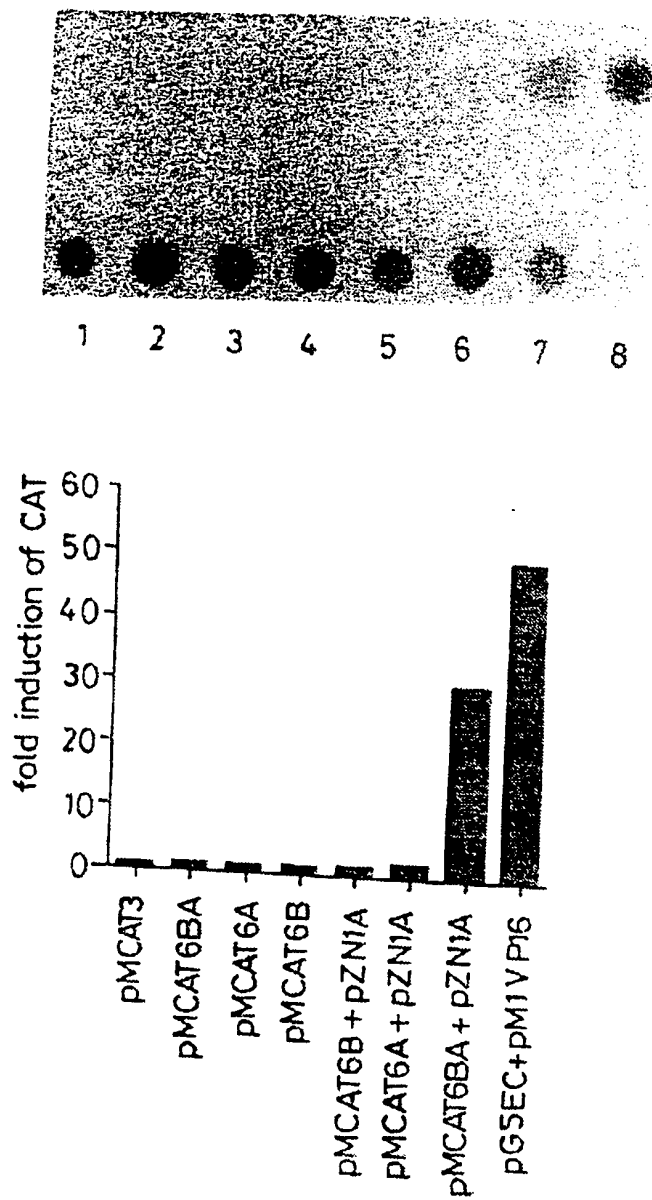 1 2 3 4 5 6 7 8
fold induction of CAT
60
50
40
30
20
10
0
pMCAT3
pMCAT6BA
pMCAT6A
pMCAT6B
pMCAT6B + pZN1A
pMCAT6A + pZN1A
pMCAT6BA + pZN1A
pG5EC+pM1VP16